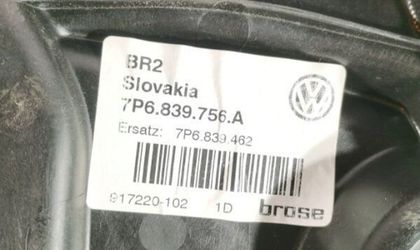 BR2
Slovakia
7P6.839.756.A
Ersatz: 7P6.839.462
917220-102 1D brose